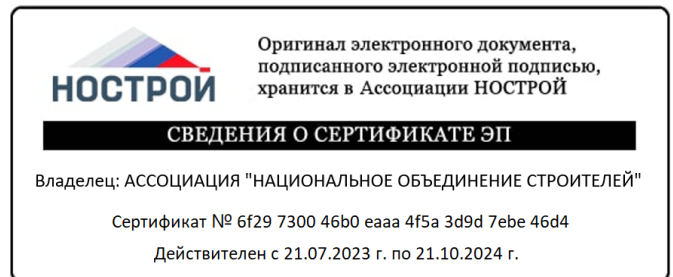 НОСТРОЙ
Оригинал электронного документа,
подписанного электронной подписью,
хранится в Ассоциации НОСТРОЙ
СВЕДЕНИЯ О СЕРТИФИКАТЕ ЭП
Владелец: АССОЦИАЦИЯ "НАЦИОНАЛЬНОЕ ОБЪЕДИНЕНИЕ СТРОИТЕЛЕЙ"
Сертификат № 6f29 7300 46b0 eaaa 4f5a 3d9d 7ebe 46d4
Действителен с 21.07.2023 г. по 21.10.2024 г.